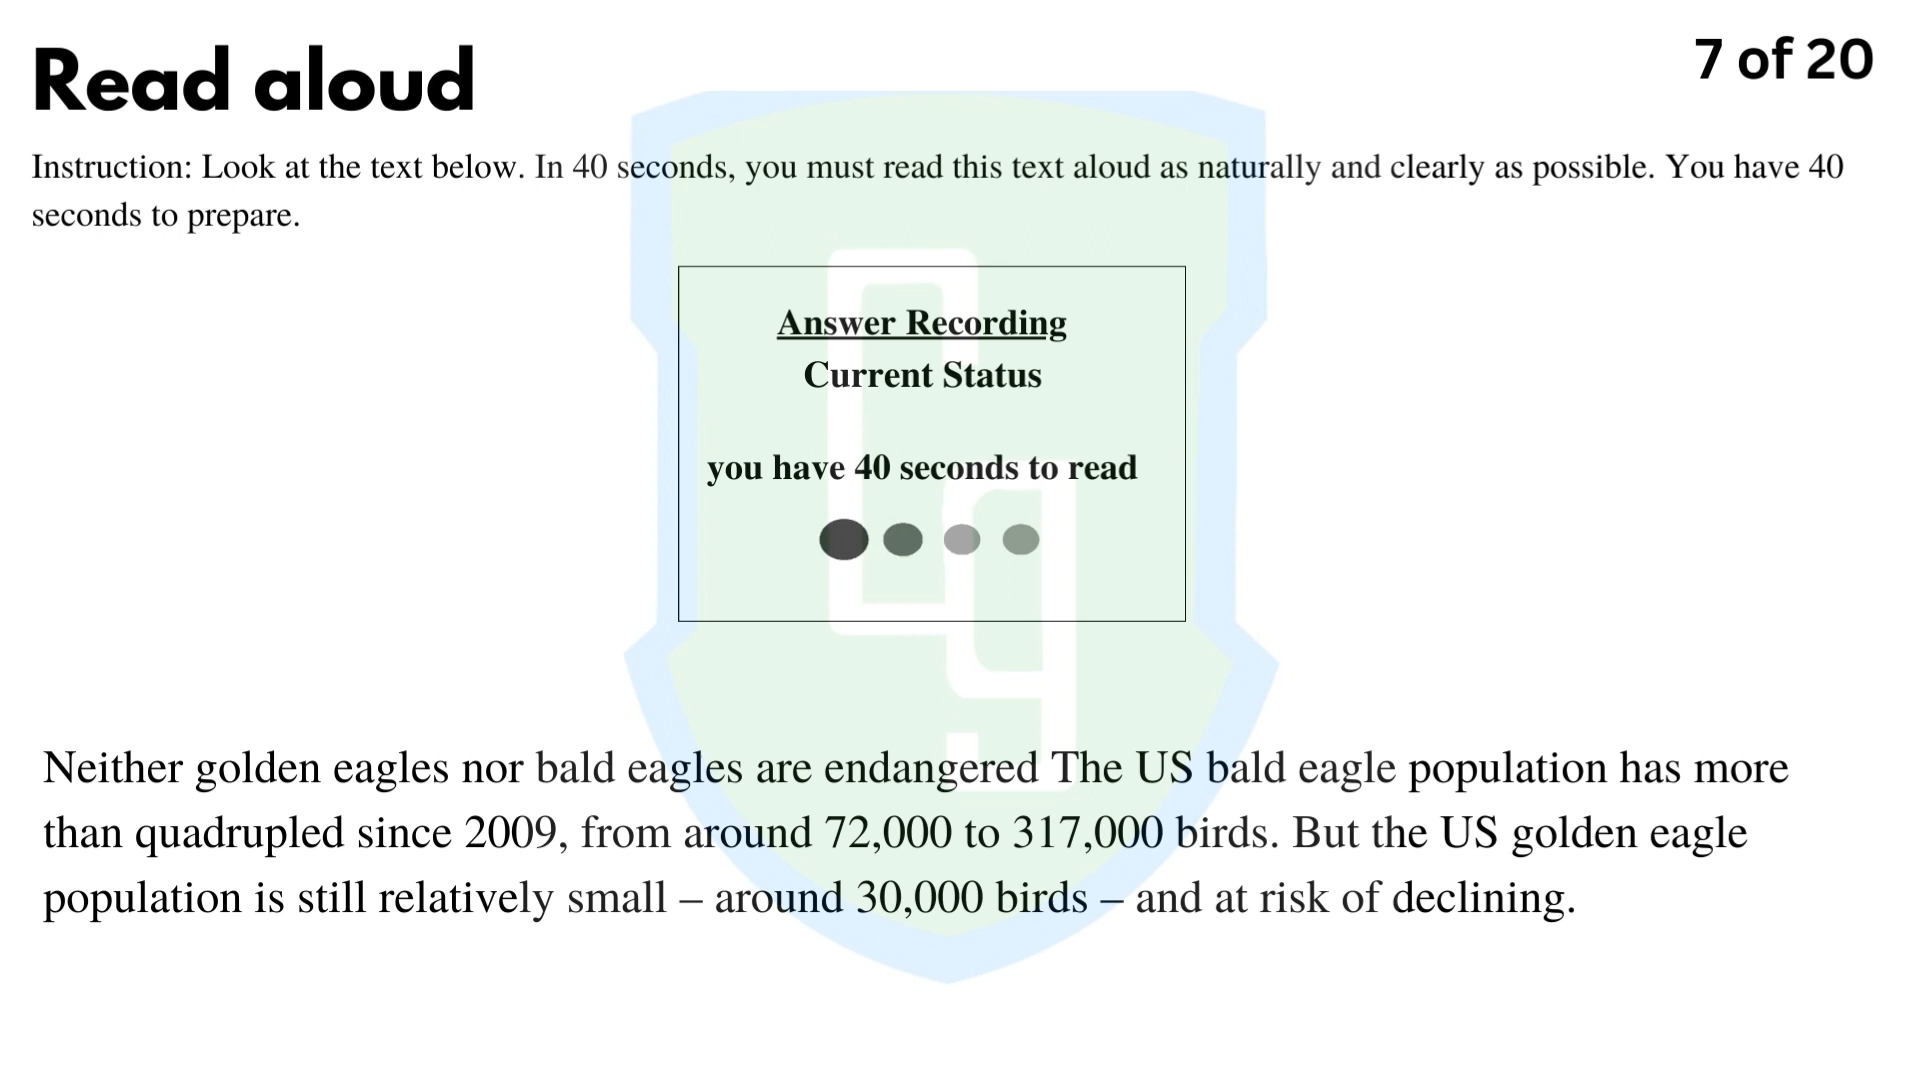 Read aloud
7 of 20
Instruction: Look at the text below. In 40 seconds, you must read this text aloud as naturally and clearly as possible. You have 40
seconds to prepare.
Answer Recording
Current Status
you have 40 seconds to read
Neither golden eagles nor bald eagles are endangered The US bald eagle population has more
than quadrupled since 2009, from around 72,000 to 317,000 birds. But the US golden eagle
population is still relatively small – around 30,000 birds – and at risk of declining.